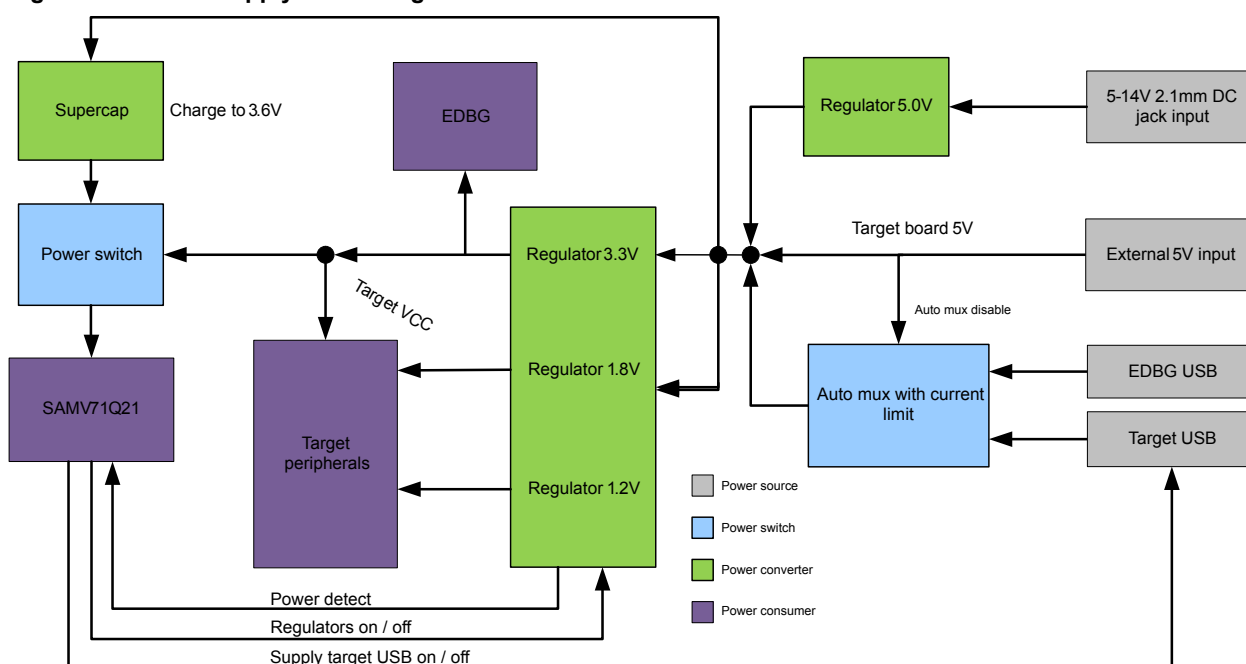 Supercap
Charge to 3.6V
EDBG
Regulator 5.0V
5-14V 2.1mm DC
jack input
Power switch
Regulator 3.3V
Target board 5V
External 5V input
Target VCC
Auto mux disable
SAMV71Q21
Target
peripherals
Regulator 1.8V
Auto mux with current
limit
EDBG USB
Target USB
Regulator 1.2V
Power source
Power switch
Power converter
Power consumer
Power detect
Regulators on / off
Supply target USB on / off